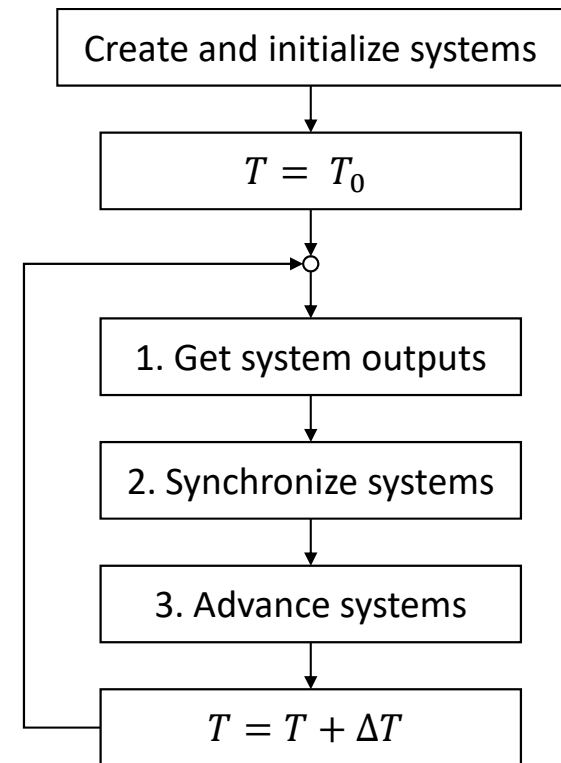 Create and initialize systems
T = T₀
1. Get system outputs
2. Synchronize systems
3. Advance systems
T = T + ΔT